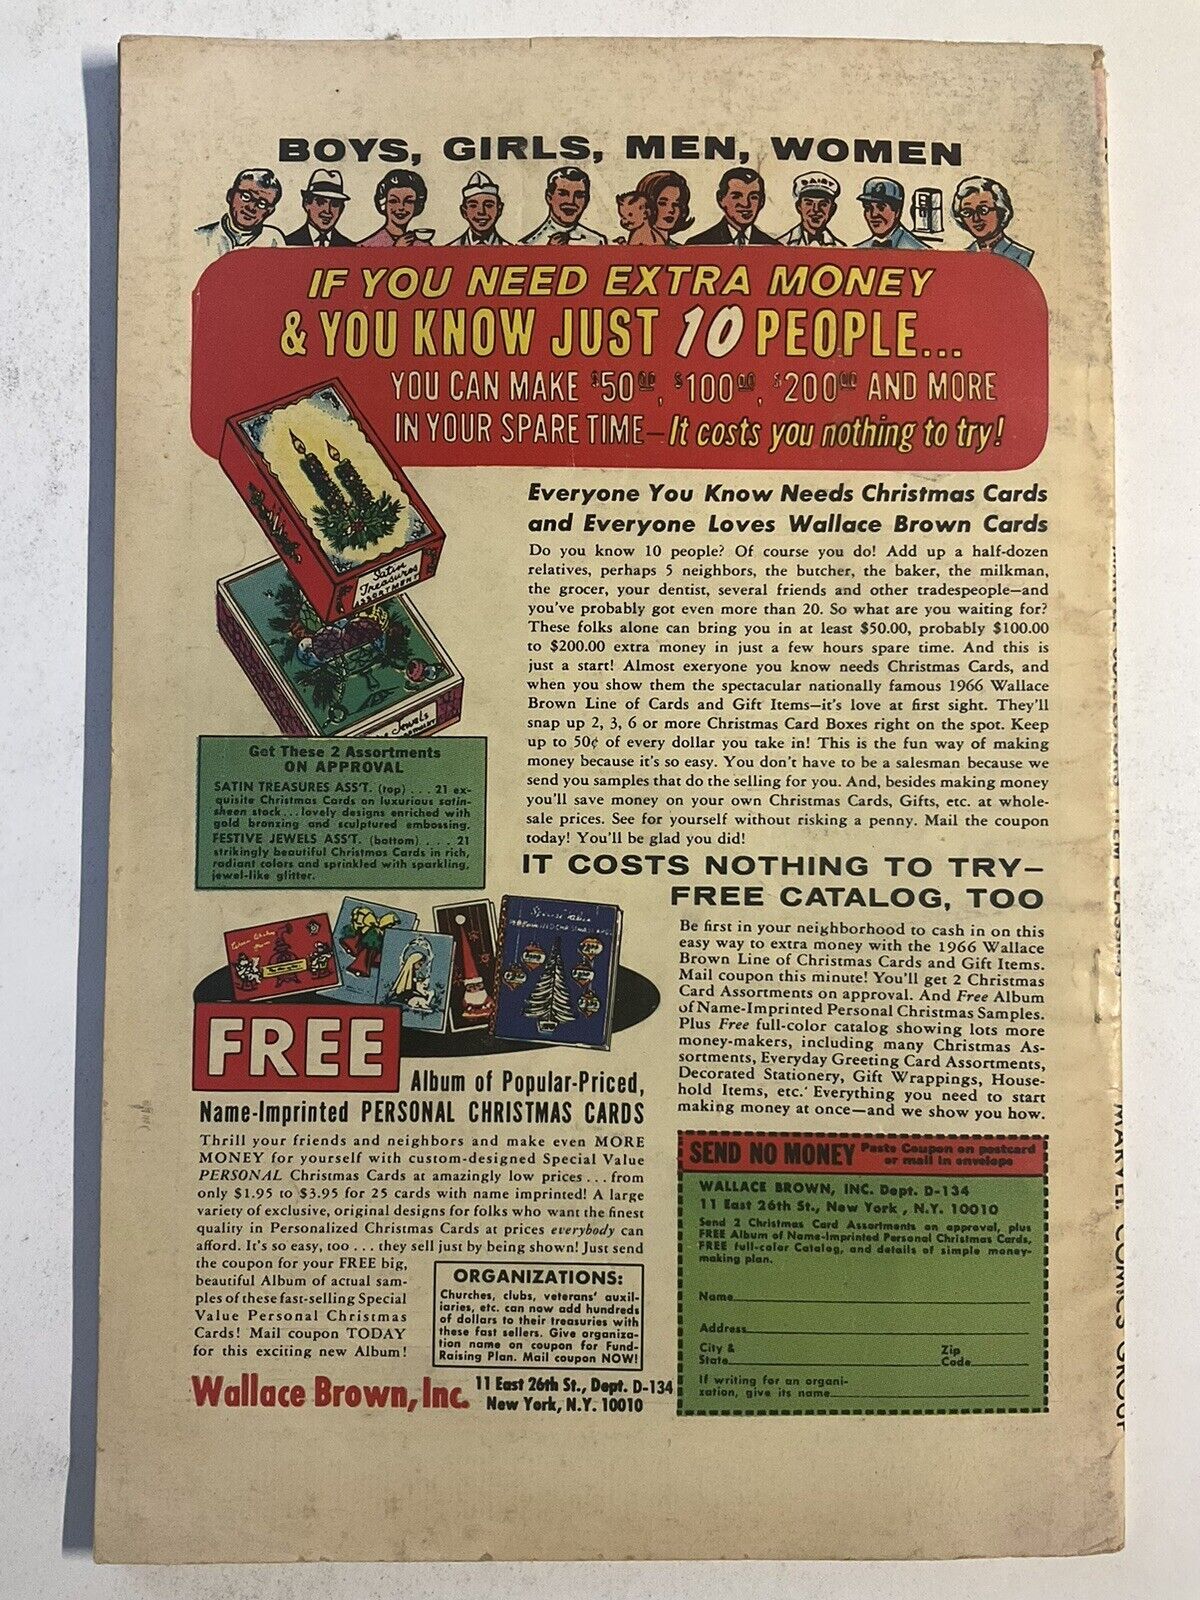 BOYS, GIRLS, MEN, WOMEN
DAIRY
IF YOU NEED EXTRA MONEY
& YOU KNOW JUST 10 PEOPLE...
YOU CAN MAKE $50.00, $100.00, $200.00 AND MORE
IN YOUR SPARE TIME—It costs you nothing to try!
Satin
Treasures
ASSORTMENT
Jewels
Get These 2 Assortments
ON APPROVAL
SATIN TREASURES ASS'T. (top) . . . 21 ex-
quisite Christmas Cards on luxurious satin-
sheen stock...lovely designs enriched with
gold bronzing and sculptured embossing.
FESTIVE JEWELS ASS'T. (bottom) . . . 21
strikingly beautiful Christmas Cards in rich,
radiant colors and sprinkled with sparkling,
jewel-like glitter.
Everyone You Know Needs Christmas Cards
and Everyone Loves Wallace Brown Cards
Do you know 10 people? Of course you do! Add up a half-dozen
relatives, perhaps 5 neighbors, the butcher, the baker, the milkman,
the grocer, your dentist, several friends and other tradespeople—and
you've probably got even more than 20. So what are you waiting for?
These folks alone can bring you in at least $50.00, probably $100.00
to $200.00 extra money in just a few hours spare time. And this is
just a start! Almost exeryone you know needs Christmas Cards, and
when you show them the spectacular nationally famous 1966 Wallace
Brown Line of Cards and Gift Items—it's love at first sight. They'll
snap up 2, 3, 6 or more Christmas Card Boxes right on the spot. Keep
up to 50¢ of every dollar you take in! This is the fun way of making
money because it's so easy. You don't have to be a salesman because we
send you samples that do the selling for you. And, besides making money
you'll save money on your own Christmas Cards, Gifts, etc. at whole-
sale prices. See for yourself without risking a penny. Mail the coupon
today! You'll be glad you did!
IT COSTS NOTHING TO TRY—
FREE CATALOG, TOO
Be first in your neighborhood to cash in on this
easy way to extra money with the 1966 Wallace
Brown Line of Christmas Cards and Gift Items.
Mail coupon this minute! You'll get 2 Christmas
Card Assortments on approval. And Free Album
of Name-Imprinted Personal Christmas Samples.
Plus Free full-color catalog showing lots more
money-makers, including many Christmas As-
sortments, Everyday Greeting Card Assortments,
Decorated Stationery, Gift Wrappings, House-
hold Items, etc. Everything you need to start
making money at once—and we show you how.
FREE
Album of Popular-Priced,
Name-Imprinted PERSONAL CHRISTMAS CARDS
Thrill your friends and neighbors and make even MORE
MONEY for yourself with custom-designed Special Value
PERSONAL Christmas Cards at amazingly low prices . . . from
only $1.95 to $3.95 for 25 cards with name imprinted! A large
variety of exclusive, original designs for folks who want the finest
quality in Personalized Christmas Cards at prices everybody can
afford. It's so easy, too . . . they sell just by being shown! Just send
the coupon for your FREE big,
beautiful Album of actual sam-
ples of these fast-selling Special
Value Personal Christmas
Cards! Mail coupon TODAY
for this exciting new Album!
ORGANIZATIONS:
Churches, clubs, veterans' auxil-
iaries, etc. can now add hundreds
of dollars to their treasuries with
these fast sellers. Give organiza-
tion name on coupon for Fund-
Raising Plan. Mail coupon NOW!
Wallace Brown, Inc. 11 East 26th St., Dept. D-134
New York, N.Y. 10010
SEND NO MONEY Paste Coupon on postcard
or mail in envelope
WALLACE BROWN, INC. Dept. D-134
11 East 26th St., New York , N.Y. 10010
Send 2 Christmas Card Assortments on approval, plus
FREE Album of Name-Imprinted Personal Christmas Cards,
FREE full-color Catalog, and details of simple money-
making plan.
Name
Address
City &
State
Zip
Code
If writing for an organi-
zation, give its name
MARVEL COMICS GROUP